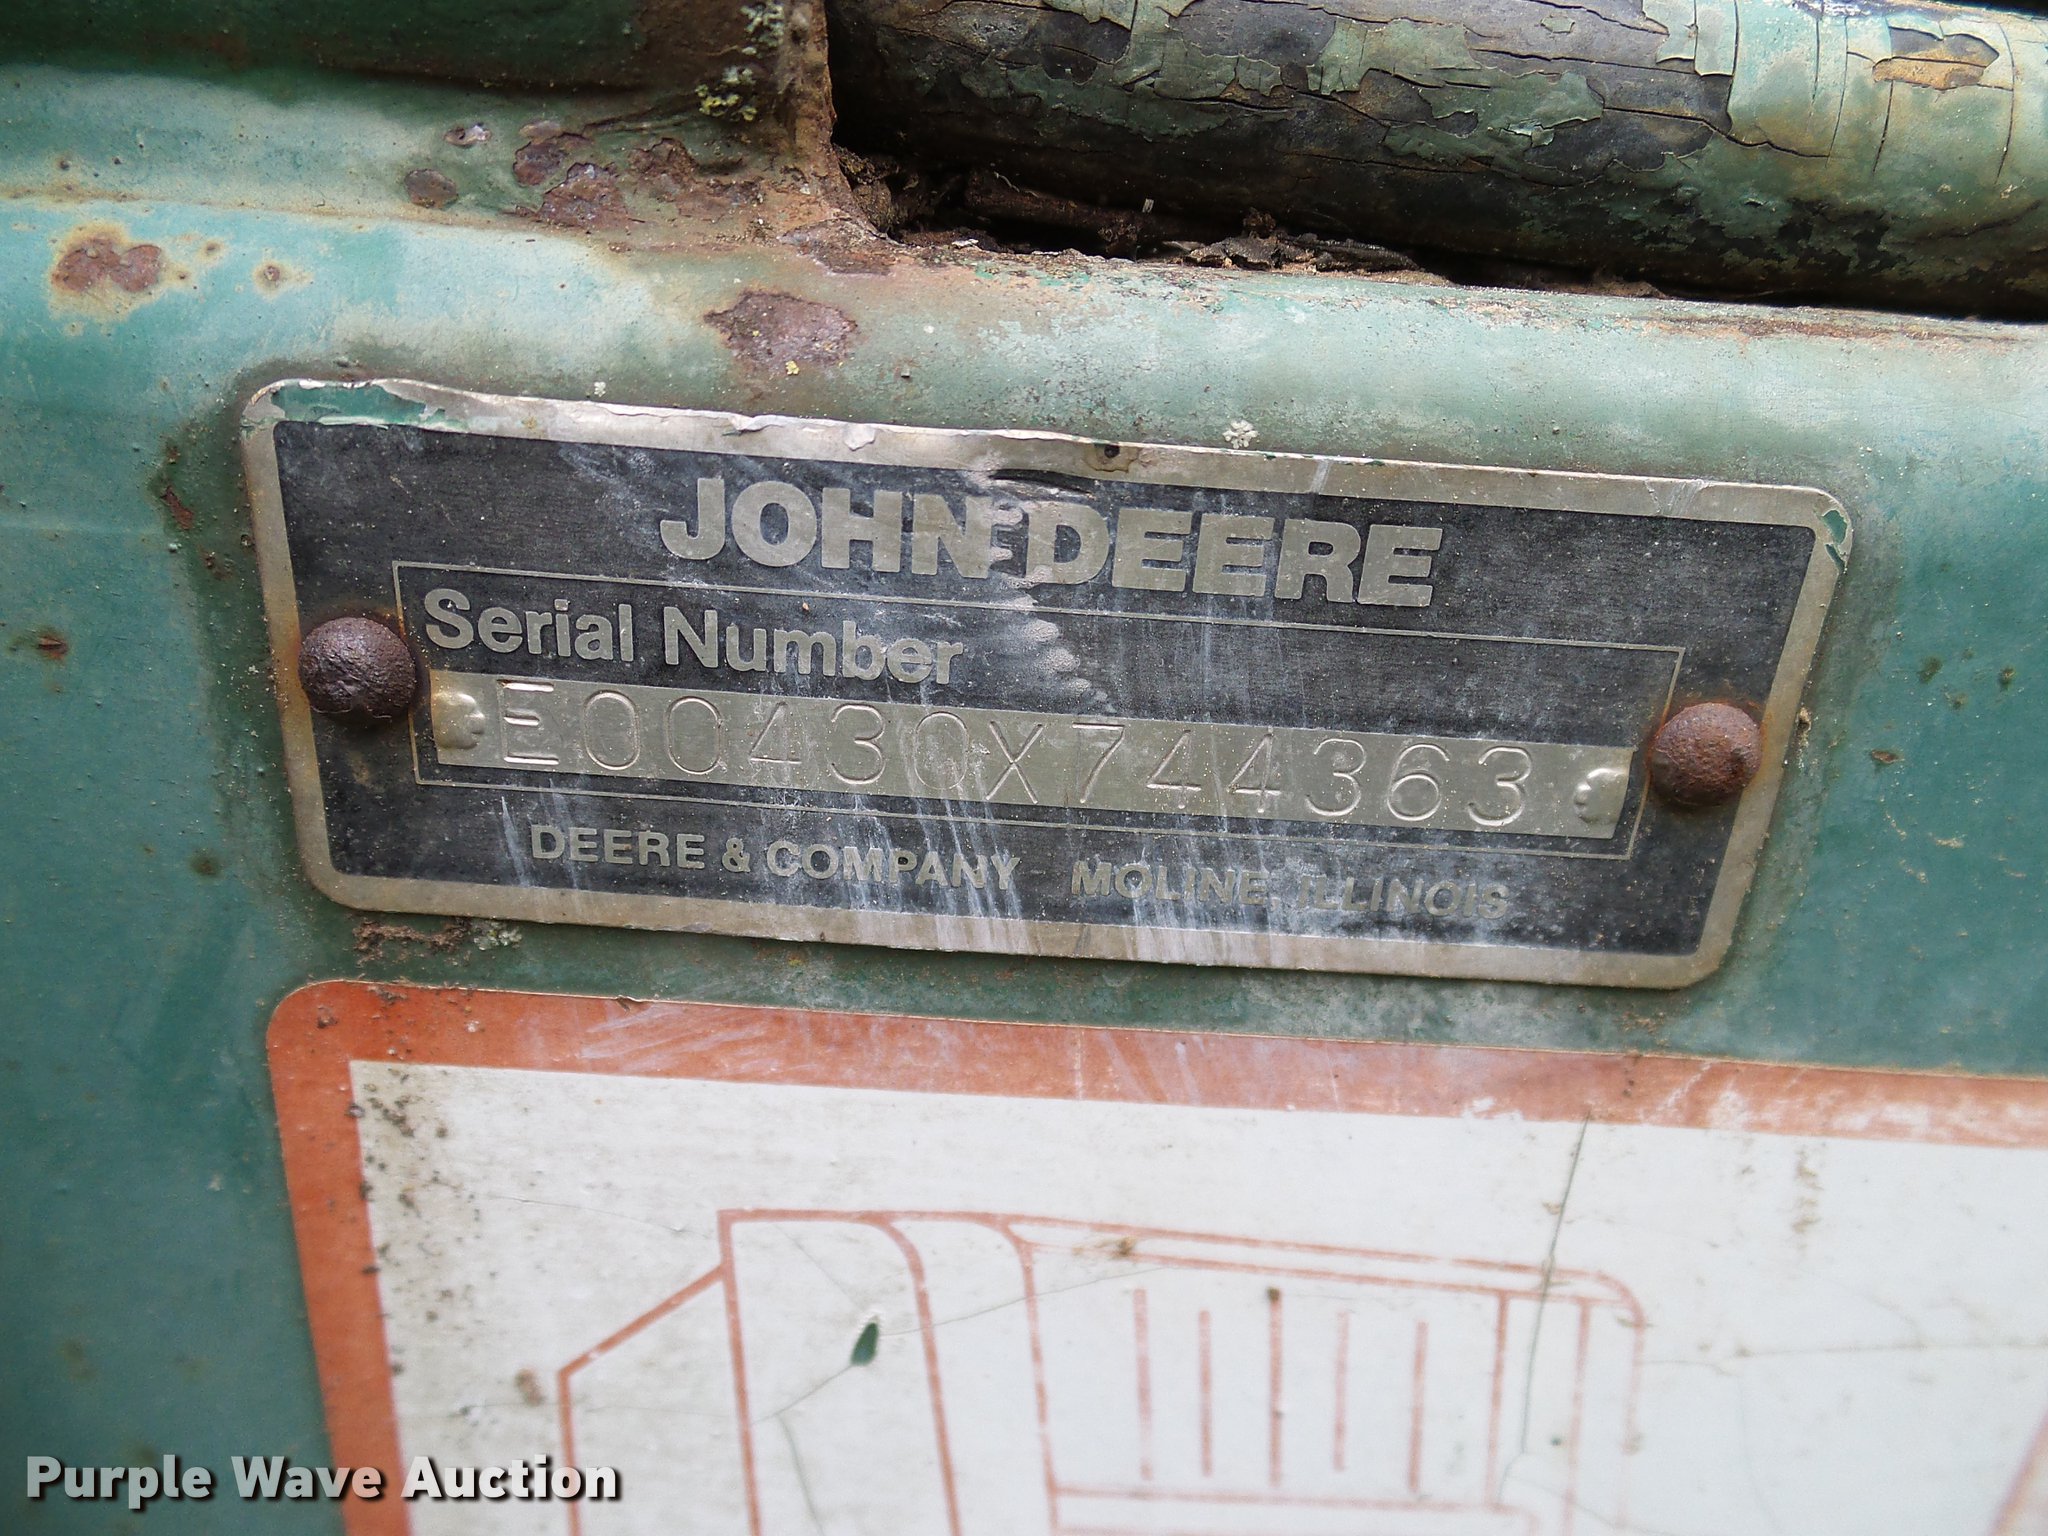 JOHN DEERE
Serial Number
E00430X744363
DEERE & COMPANY MOLINE, ILLINOIS
Purple Wave Auction